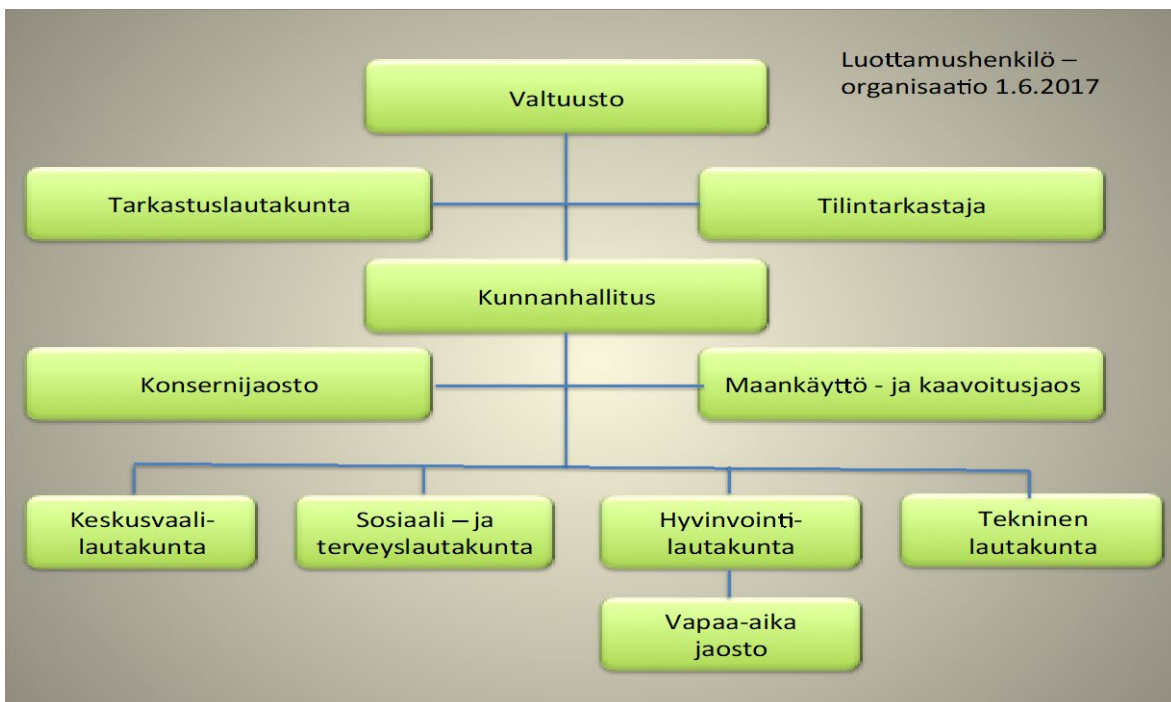 Luottamushenkilö –
organisaatio 1.6.2017
Valtuusto
Tarkastuslautakunta
Tilintarkastaja
Kunnanhallitus
Konsernijaosto
Maankäyttö - ja kaavoitusjaos
Keskusvaali-
lautakunta
Sosiaali – ja
terveyslautakunta
Hyvinvointi-
lautakunta
Tekninen
lautakunta
Vapaa-aika
jaosto